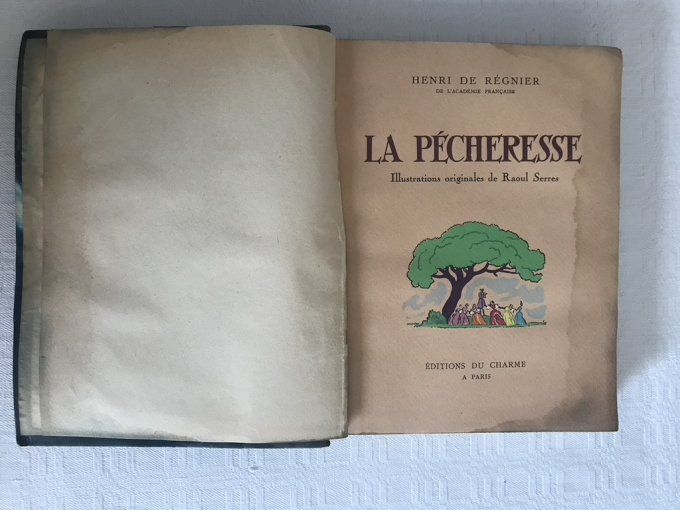 HENRI DE RÉGNIER
DE L'ACADÉMIE FRANÇAISE
LA PÉCHERESSE
Illustrations originales de Raoul Serres
ÉDITIONS DU CHARME
A PARIS